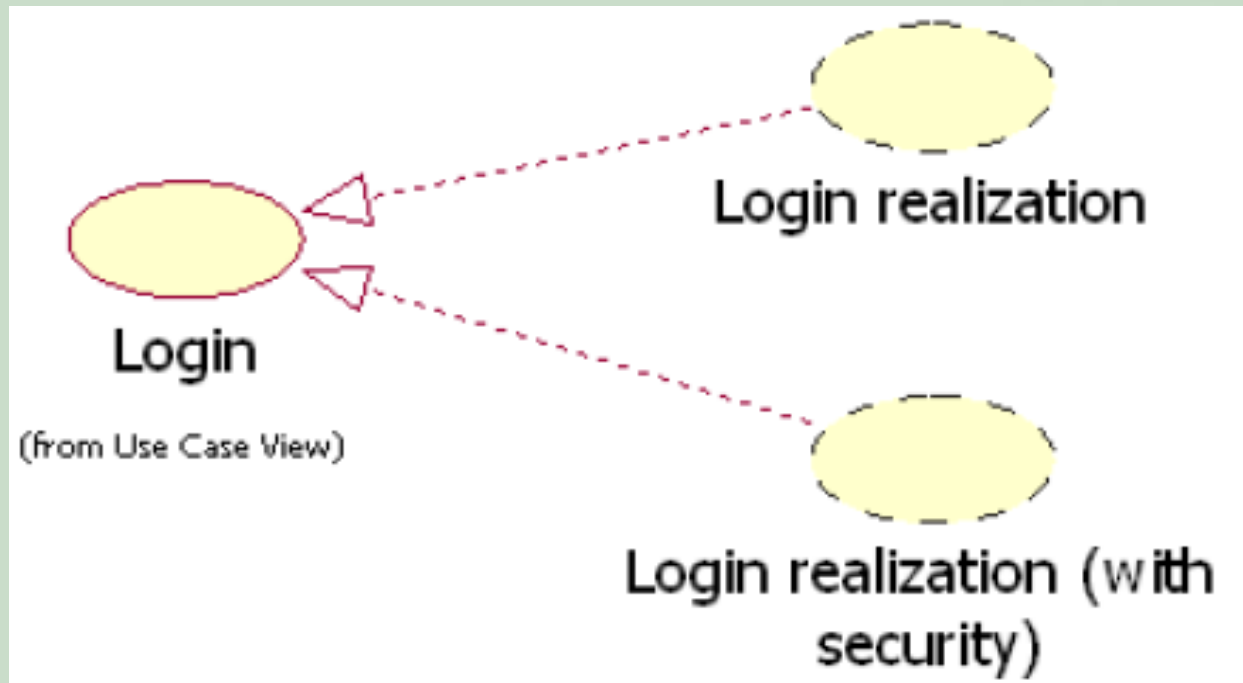 Login realization
Login
(from Use Case View)
Login realization (with
security)